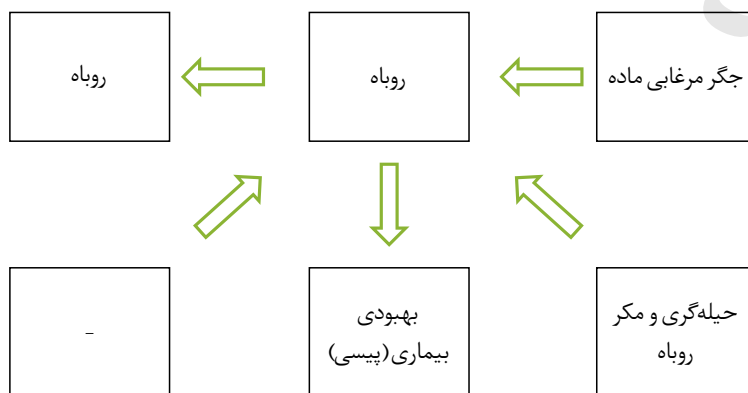 جگر مرغابی ماده
روباه
روباه
حیله‌گری و مکر
روباه
بهبودی
بیماری(پیسی)
-